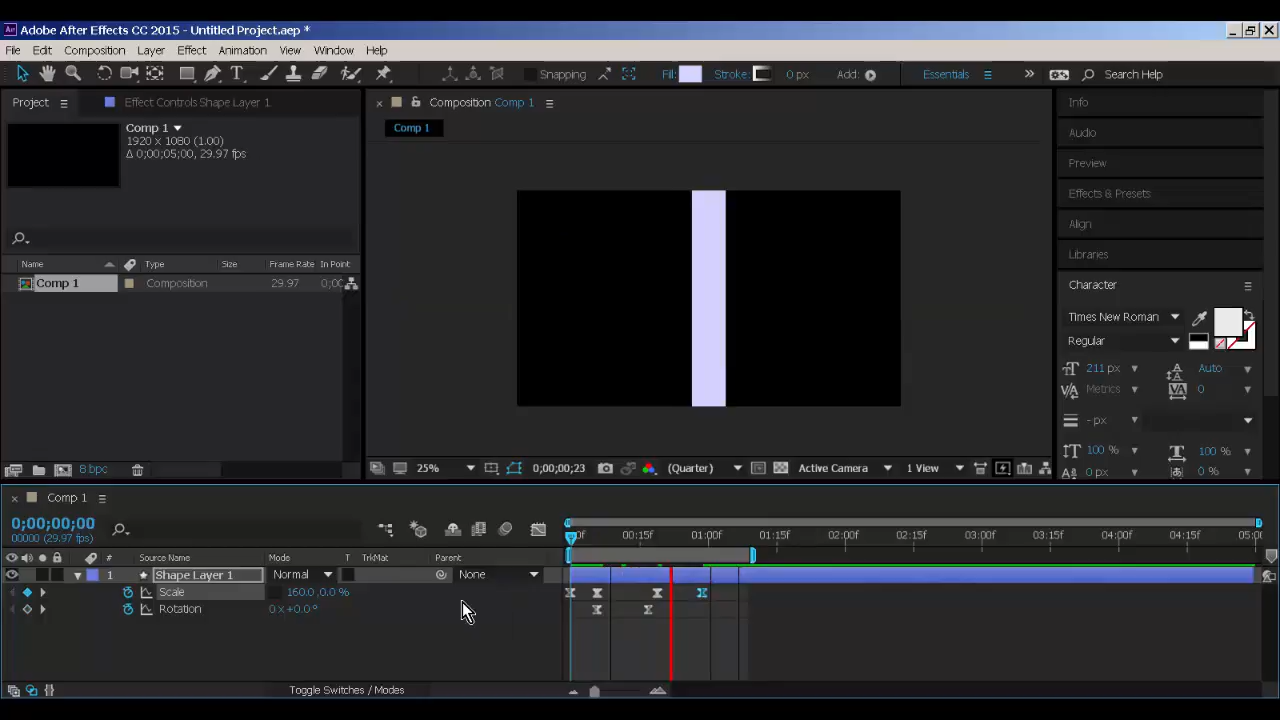 Adobe After Effects CC 2015 - Untitled Project.aep *
File Edit Composition Layer Effect Animation View Window Help
Snapping Fill: Stroke: 0 px Add: Essentials Search Help
Project Effect Controls Shape Layer 1
Composition Comp 1
Info
Comp 1
1920 x 1080 (1.00)
Δ 0;00;05;00, 29.97 fps
Comp 1
Audio
Preview
Effects & Presets
Align
Libraries
Name Type Size Frame Rate In Point
Comp 1 Composition 29.97 0;00
Character
Times New Roman
Regular
211 px Auto
Metrics 0
- px
100 % 100 %
0 px 0 %
8 bpc
25% 0;00;00;23 (Quarter) Active Camera 1 View
Comp 1
0;00;00;00
00000 (29.97 fps)
00:15f 01:00f 01:15f 02:00f 02:15f 03:00f 03:15f 04:00f 04:15f 05:00
# Source Name Mode T TrkMat Parent
1 Shape Layer 1 Normal None
Scale 160.0,0.0 %
Rotation 0 x +0.0 °
Toggle Switches / Modes